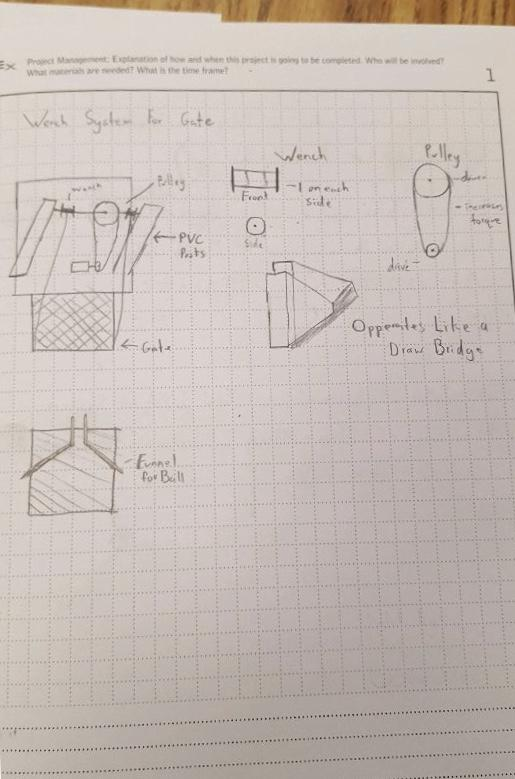 Ex Project Management: Explanation of how and when this project is going to be completed. Who will be involved?
What materials are needed? What is the time frame?
1
Wench System For Gate
Wench
Pulley
wench
Pulley
Front
-1 on each
side
driven
- Increases
torque
Side
PVC
Posts
drive
Opperates Like a
Draw Bridge
Gate
Funnel
for Ball